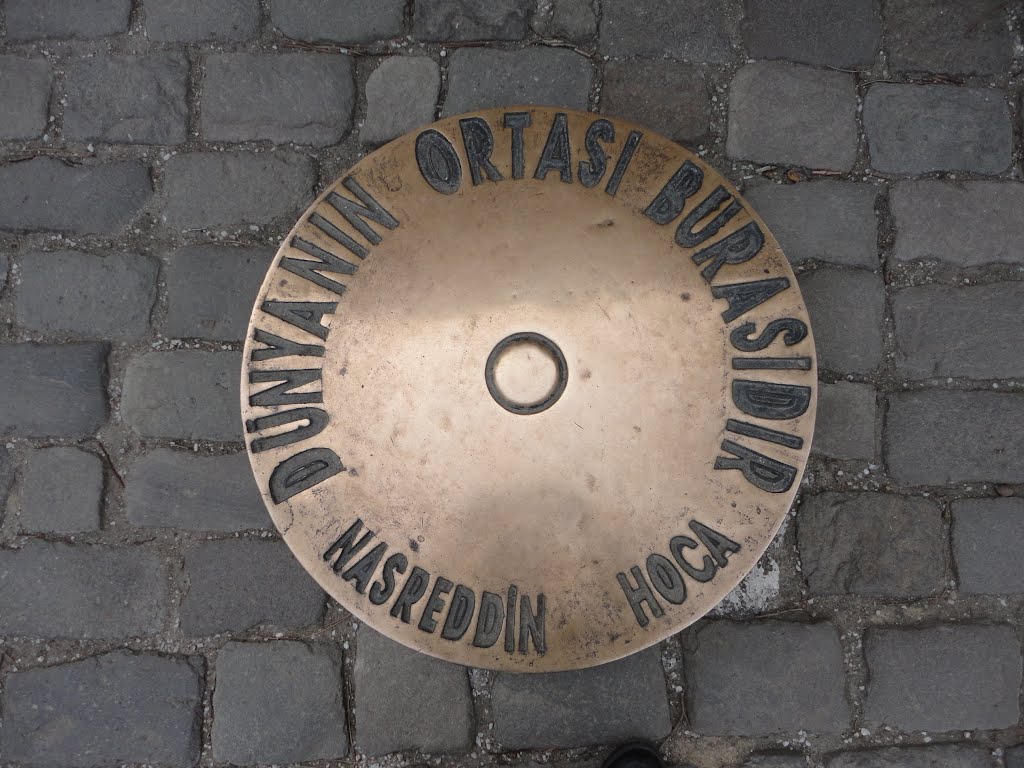 DÜNYANIN ORTASI BURASIDIR
NASREDDİN HOCA